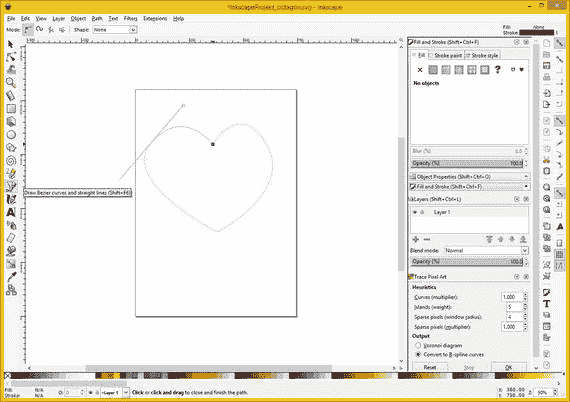 *InkscapeProject_octagon.svg - Inkscape
File Edit View Layer Object Path Text Filters Extensions Help
Mode: Shape: None
Fill: None
Stroke:
Fill and Stroke (Shift+Ctrl+F)
Fill Stroke paint Stroke style
No objects
Blur (%) 0.0
Opacity (%) 100.0
Object Properties (Shift+Ctrl+O)
Fill and Stroke (Shift+Ctrl+F)
Draw Bezier curves and straight lines (Shift+F6)
Layers (Shift+Ctrl+L)
Layer 1
Blend mode: Normal
Opacity (%) 100.0
Trace Pixel Art
Heuristics
Curves (multiplier): 1.000
Islands (weight): 5
Sparse pixels (window radius): 4
Sparse pixels (multiplier): 1.000
Output
Voronoi diagram
Convert to B-spline curves
Reset Stop OK
Fill: N/A
Stroke: N/A
O: 0 Layer 1 Click or click and drag to close and finish the path.
X: 360.00
Y: 750.00
Z: 90%